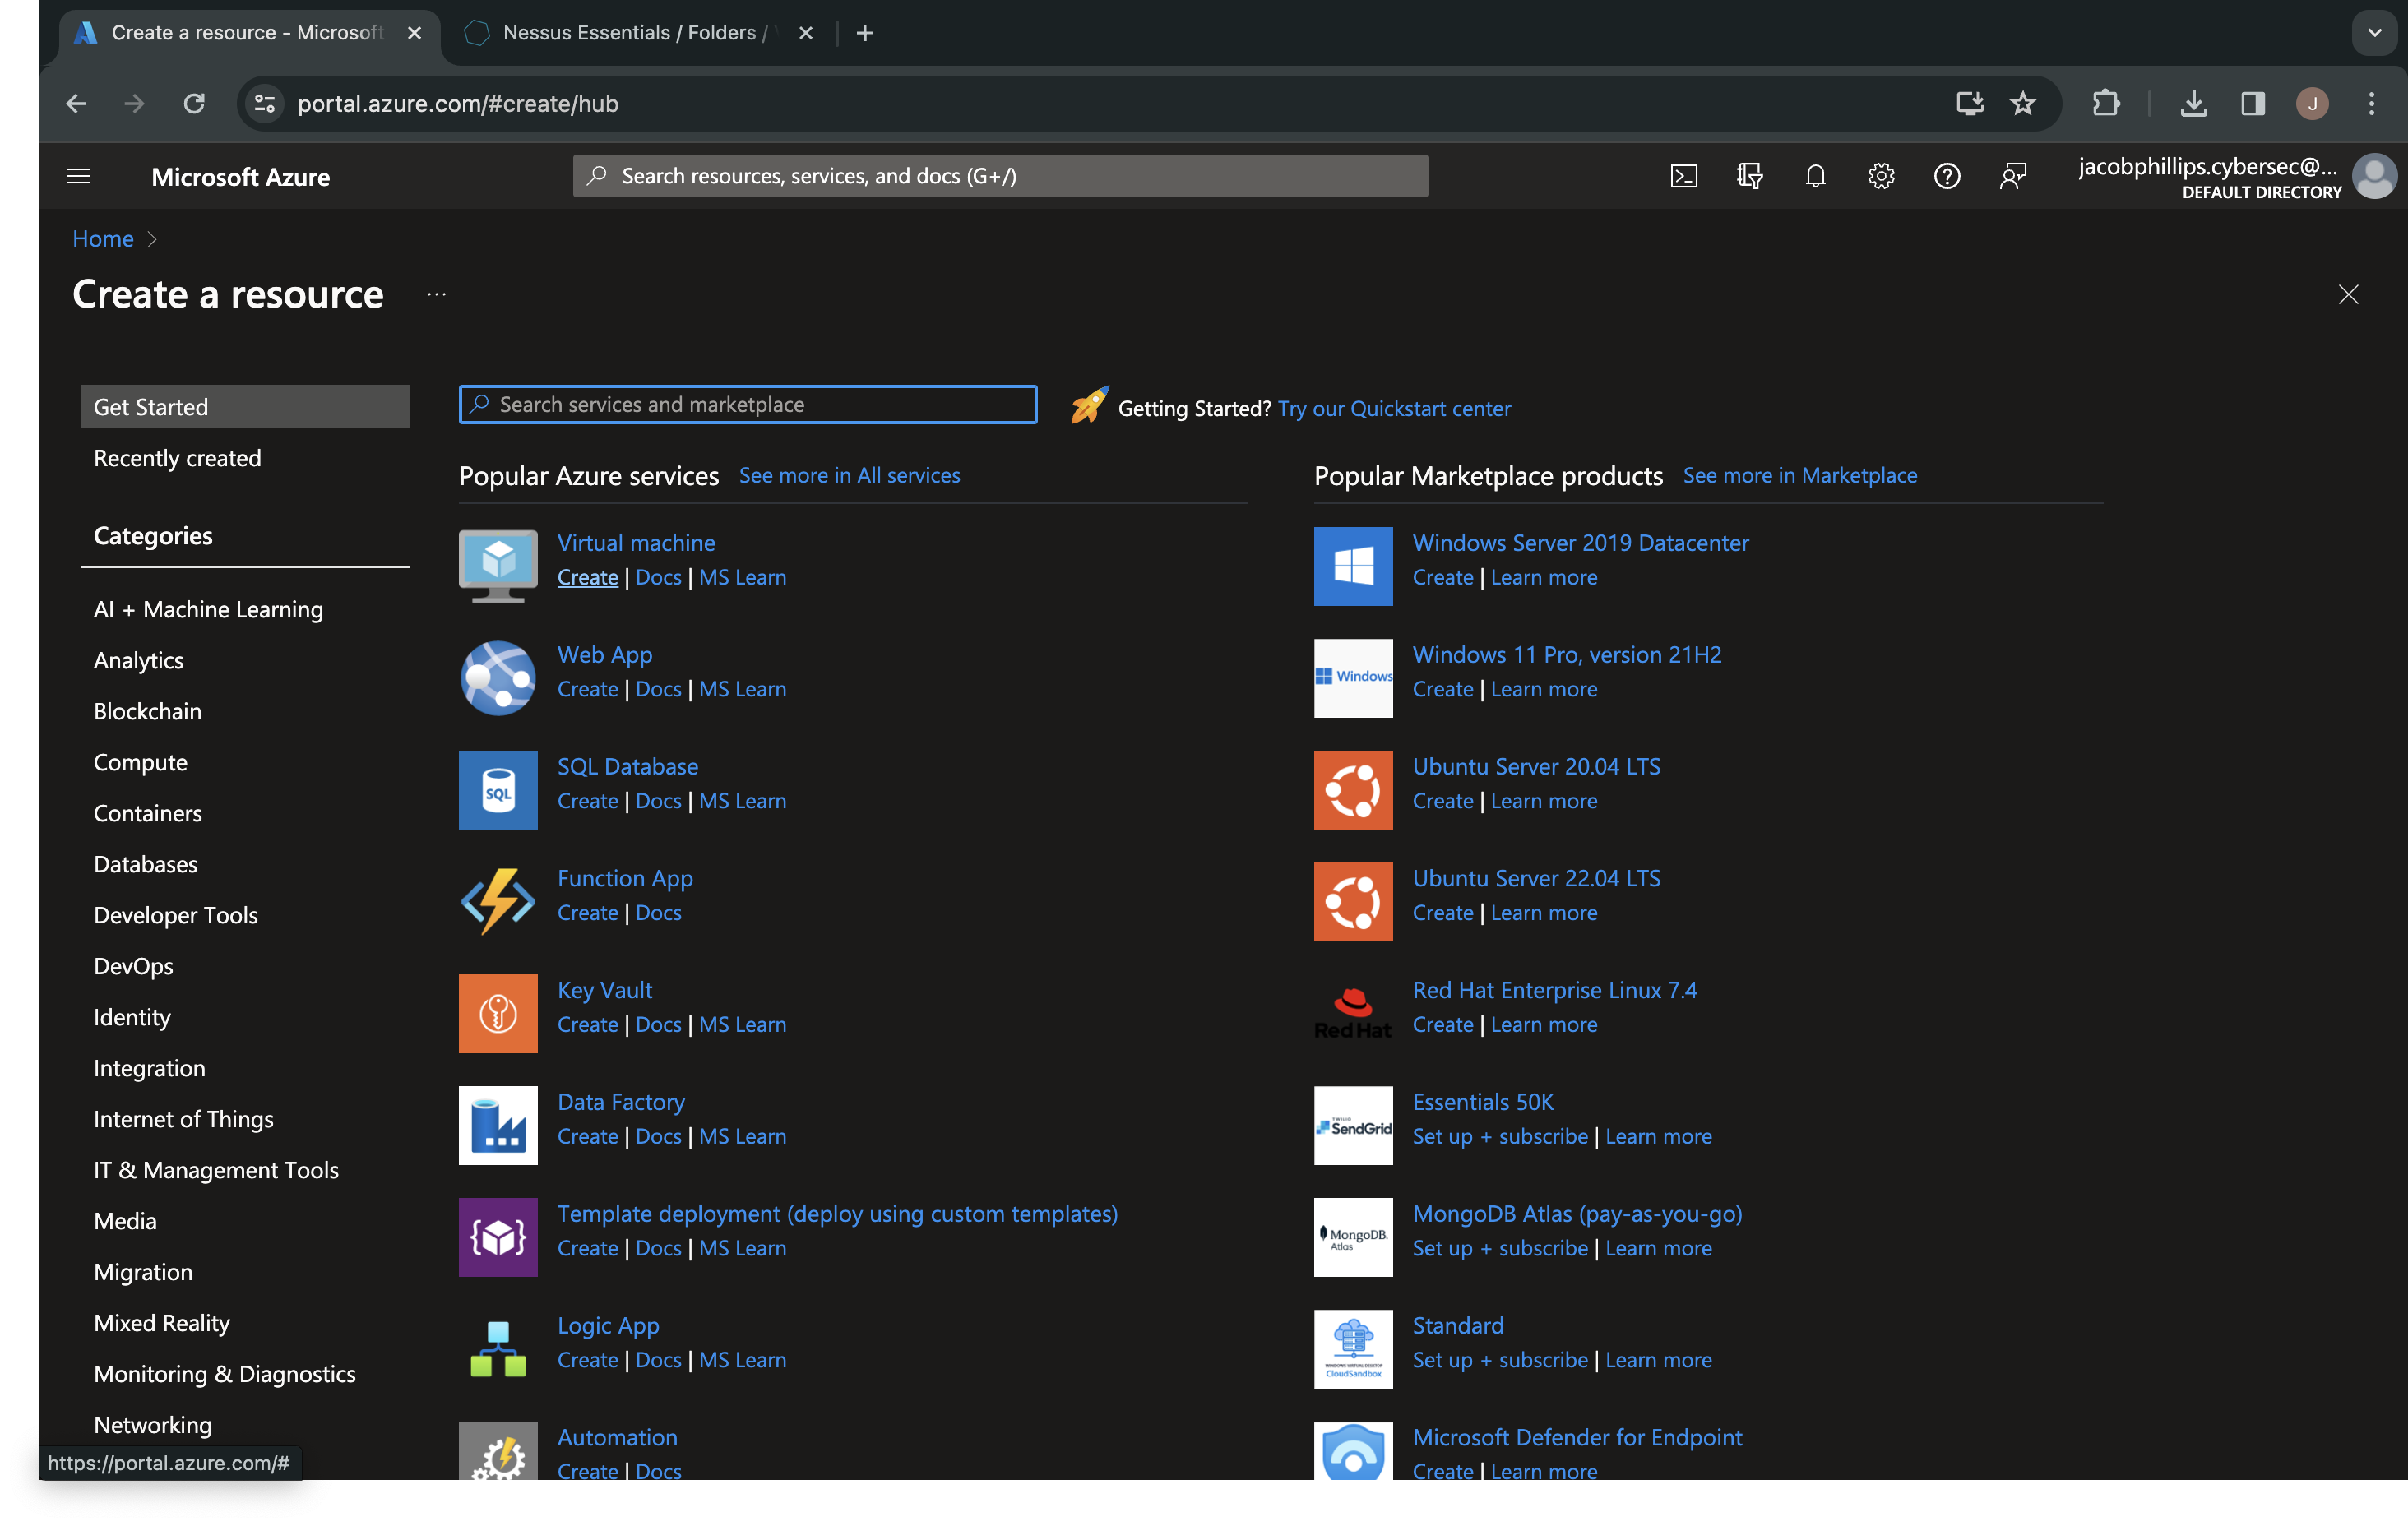 Create a resource - Microsoft
Nessus Essentials / Folders /
portal.azure.com/#create/hub
J
Microsoft Azure
Search resources, services, and docs (G+/)
jacobphillips.cybersec@...
DEFAULT DIRECTORY
Home
Create a resource
...
Get Started
Recently created
Categories
AI + Machine Learning
Analytics
Blockchain
Compute
Containers
Databases
Developer Tools
DevOps
Identity
Integration
Internet of Things
IT & Management Tools
Media
Migration
Mixed Reality
Monitoring & Diagnostics
Networking
https://portal.azure.com/#
Search services and marketplace
Getting Started? Try our Quickstart center
Popular Azure services See more in All services
Virtual machine
Create | Docs | MS Learn
Web App
Create | Docs | MS Learn
SQL
SQL Database
Create | Docs | MS Learn
Function App
Create | Docs
Key Vault
Create | Docs | MS Learn
Data Factory
Create | Docs | MS Learn
Template deployment (deploy using custom templates)
Create | Docs | MS Learn
Logic App
Create | Docs | MS Learn
Automation
Create | Docs
Popular Marketplace products See more in Marketplace
Windows Server 2019 Datacenter
Create | Learn more
Windows
Windows 11 Pro, version 21H2
Create | Learn more
Ubuntu Server 20.04 LTS
Create | Learn more
Ubuntu Server 22.04 LTS
Create | Learn more
Red Hat
Red Hat Enterprise Linux 7.4
Create | Learn more
TWILIO
SendGrid
Essentials 50K
Set up + subscribe | Learn more
MongoDB.
Atlas
MongoDB Atlas (pay-as-you-go)
Set up + subscribe | Learn more
WINDOWS VIRTUAL DESKTOP
CloudSandbox
Standard
Set up + subscribe | Learn more
Microsoft Defender for Endpoint
Create | Learn more